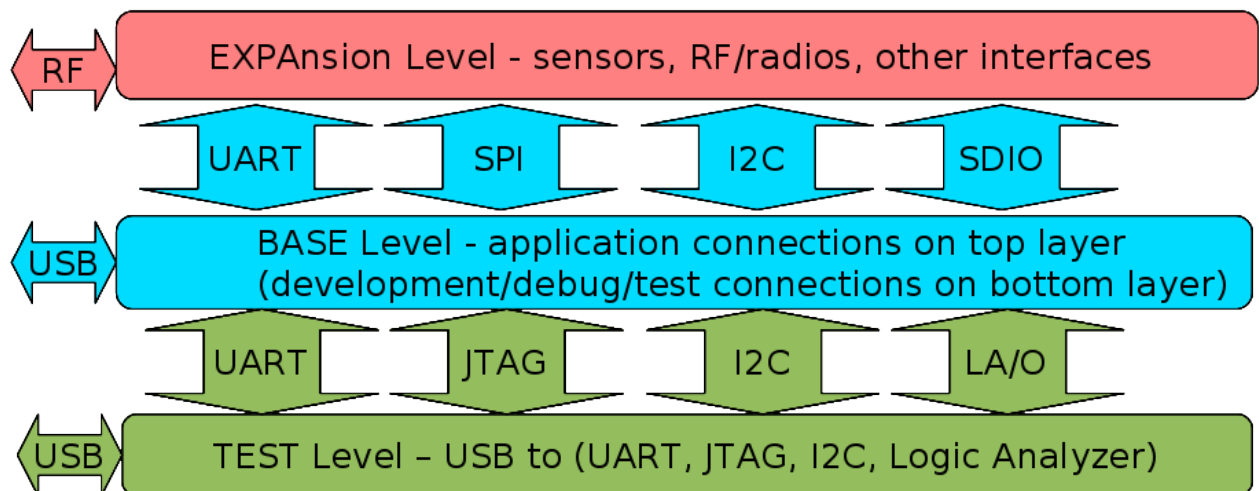 RF
EXPAnsion Level - sensors, RF/radios, other interfaces
UART
SPI
I2C
SDIO
USB
BASE Level - application connections on top layer
(development/debug/test connections on bottom layer)
UART
JTAG
I2C
LA/O
USB
TEST Level – USB to (UART, JTAG, I2C, Logic Analyzer)